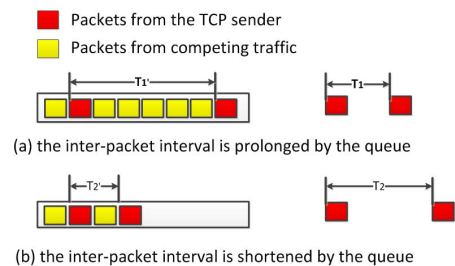 Packets from the TCP sender
Packets from competing traffic
T1'
T1
(a) the inter-packet interval is prolonged by the queue
T2'
T2
(b) the inter-packet interval is shortened by the queue